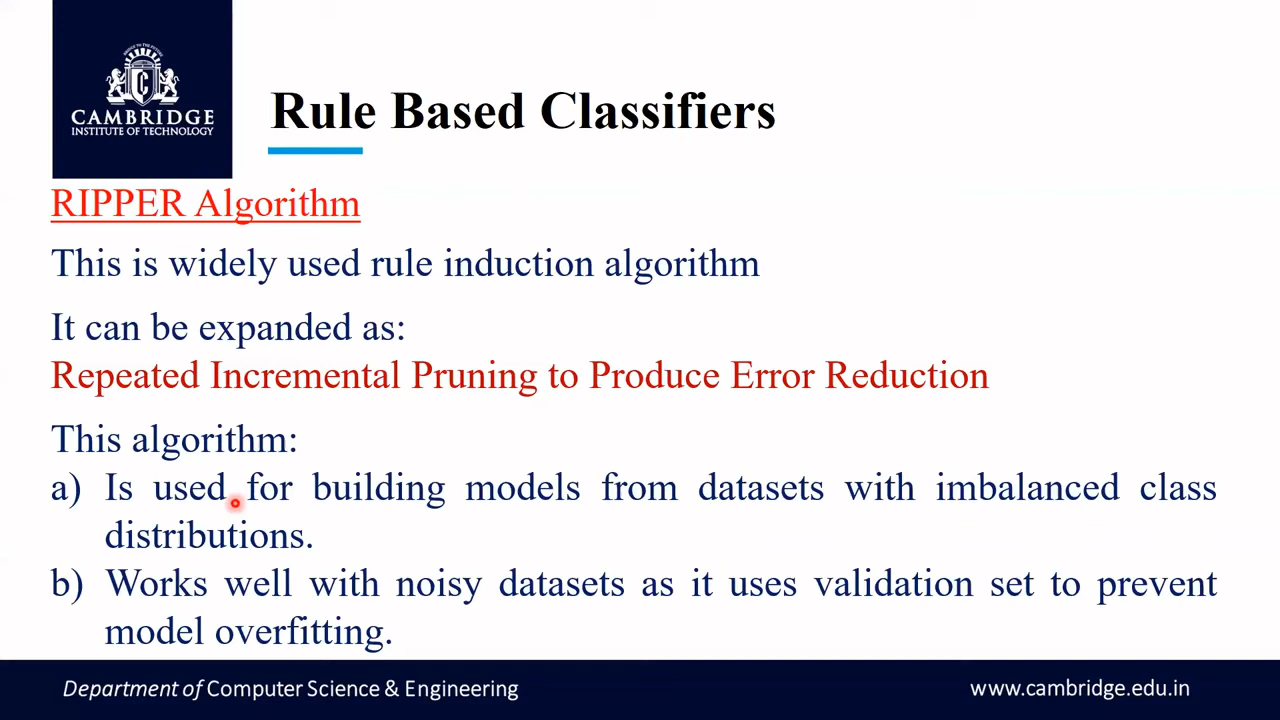 CAMBRIDGE
INSTITUTE OF TECHNOLOGY
Rule Based Classifiers
RIPPER Algorithm
This is widely used rule induction algorithm
It can be expanded as:
Repeated Incremental Pruning to Produce Error Reduction
This algorithm:
a) Is used for building models from datasets with imbalanced class
distributions.
b) Works well with noisy datasets as it uses validation set to prevent
model overfitting.
Department of Computer Science & Engineering
www.cambridge.edu.in